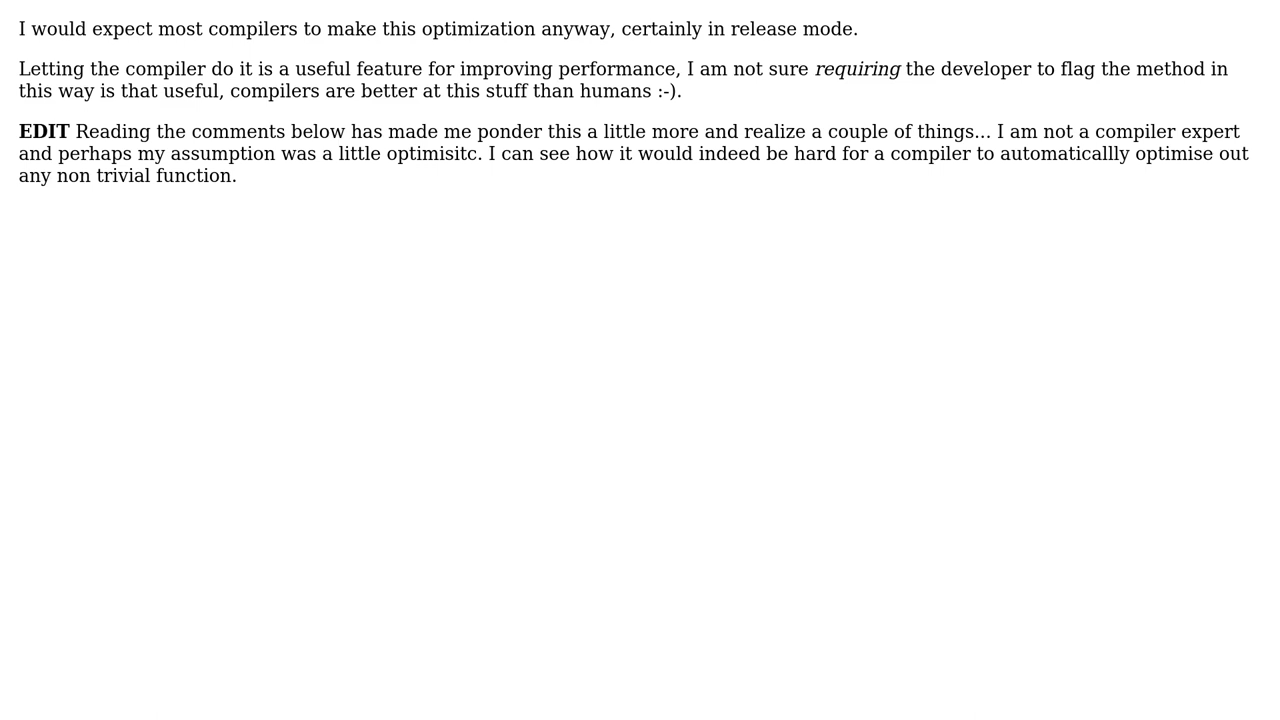 I would expect most compilers to make this optimization anyway, certainly in release mode.
Letting the compiler do it is a useful feature for improving performance, I am not sure requiring the developer to flag the method in
this way is that useful, compilers are better at this stuff than humans :-).
EDIT Reading the comments below has made me ponder this a little more and realize a couple of things... I am not a compiler expert
and perhaps my assumption was a little optimisitc. I can see how it would indeed be hard for a compiler to automaticallly optimise out
any non trivial function.